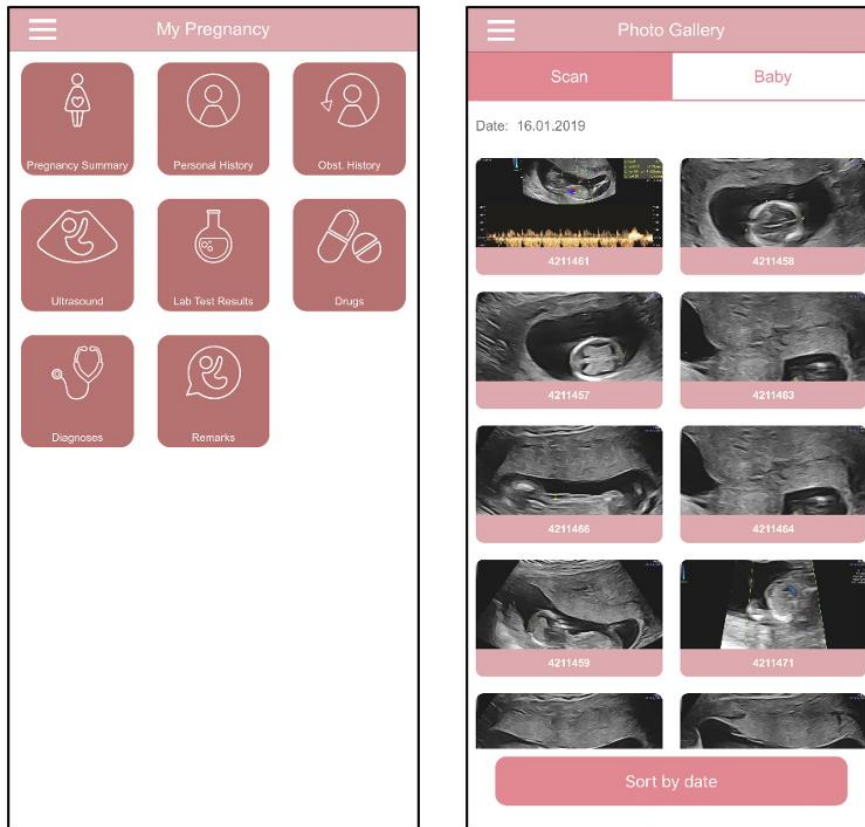 My Pregnancy
Pregnancy Summary
Personal History
Obst. History
Ultrasound
Lab Test Results
Drugs
Diagnoses
Remarks
Photo Gallery
Scan
Baby
Date: 16.01.2019
4211461
4211458
4211457
4211463
4211466
4211464
4211459
4211471
Sort by date